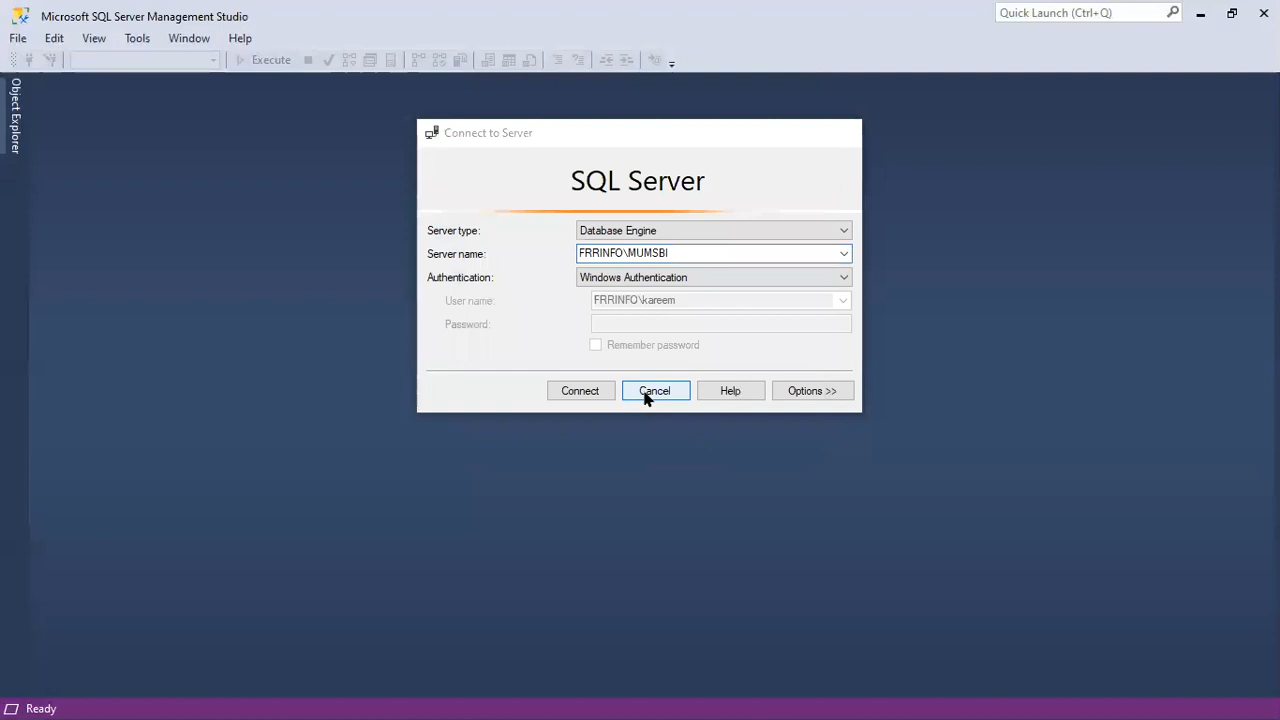 Microsoft SQL Server Management Studio
Quick Launch (Ctrl+Q)
File Edit View Tools Window Help
Execute
Object Explorer
Connect to Server
SQL Server
Server type: Database Engine
Server name: FRRINFO\MUMSBI
Authentication: Windows Authentication
User name: FRRINFO\kareem
Password:
Remember password
Connect Cancel Help Options >>
Ready